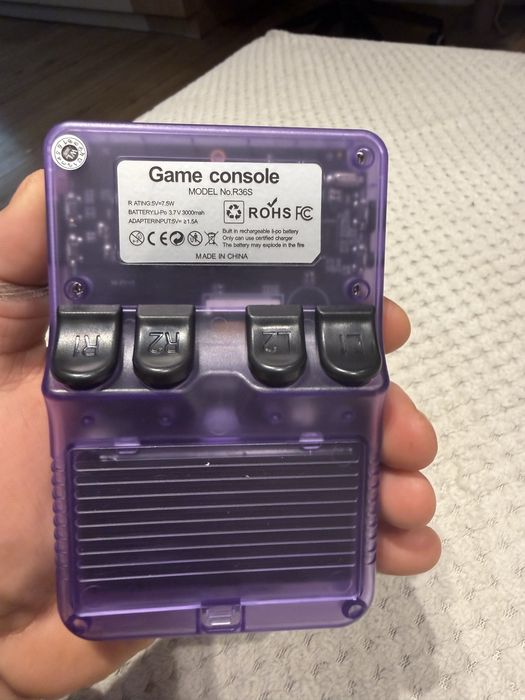 Game console
MODEL No.R36S
R ATING:5V=7.5W
BATTERY:Li-Po 3.7V 3000mah
ADAPTERINPUT:5V= ≥1.5A
ROHS FC
CE
Built in rechargeable li-po battery
Only can use certified charger
The battery may explode in the fire
MADE IN CHINA
R1
R2
L2
L1